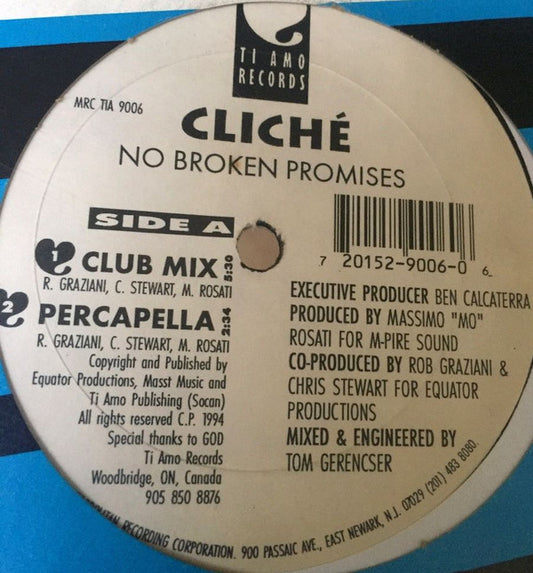 TI AMO
RECORDS
MRC TIA 9006
CLICHÉ
NO BROKEN PROMISES
SIDE A
1 CLUB MIX 5:30
R. GRAZIANI, C. STEWART, M. ROSATI
2 PERCAPELLA 2:34
R. GRAZIANI, C. STEWART, M. ROSATI
Copyright and Published by
Equator Productions, Masst Music and
Ti Amo Publishing (Socan)
All rights reserved C.P. 1994
Special thanks to GOD
Ti Amo Records
Woodbridge, ON, Canada
905 850 8876
7 20152-9006-0 6
EXECUTIVE PRODUCER BEN CALCATERRA
PRODUCED BY MASSIMO "MO"
ROSATI FOR M-PIRE SOUND
CO-PRODUCED BY ROB GRAZIANI &
CHRIS STEWART FOR EQUATOR
PRODUCTIONS
MIXED & ENGINEERED BY
TOM GERENCSER
RECORDING CORPORATION. 900 PASSAIC AVE., EAST NEWARK, N.J. 07029 (201) 483 8080.